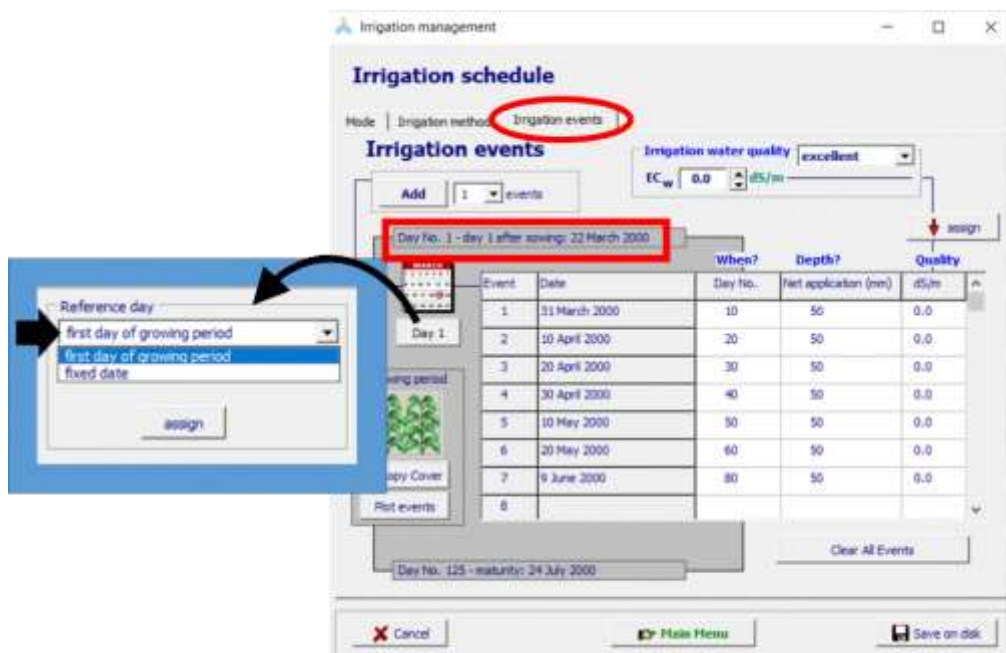 Irrigation management
Irrigation schedule
Mode
Irrigation method
Irrigation events
Irrigation events
Irrigation water quality
excellent
ECw 0.0 dS/m
Add 1 events
assign
Day No. 1 - day 1 after sowing: 22 March 2000
MARCH
When? Depth? Quality
Event Date Day No. Net application (mm) dS/m
1 31 March 2000 10 50 0.0
2 10 April 2000 20 50 0.0
3 20 April 2000 30 50 0.0
4 30 April 2000 40 50 0.0
5 10 May 2000 50 50 0.0
6 20 May 2000 60 50 0.0
7 9 June 2000 80 50 0.0
8
Day 1
Reference day
first day of growing period
first day of growing period
fixed date
assign
wing period
opy Cover
Plot events
Clear All Events
Day No. 125 - maturity: 24 July 2000
Cancel
Main Menu
Save on disk